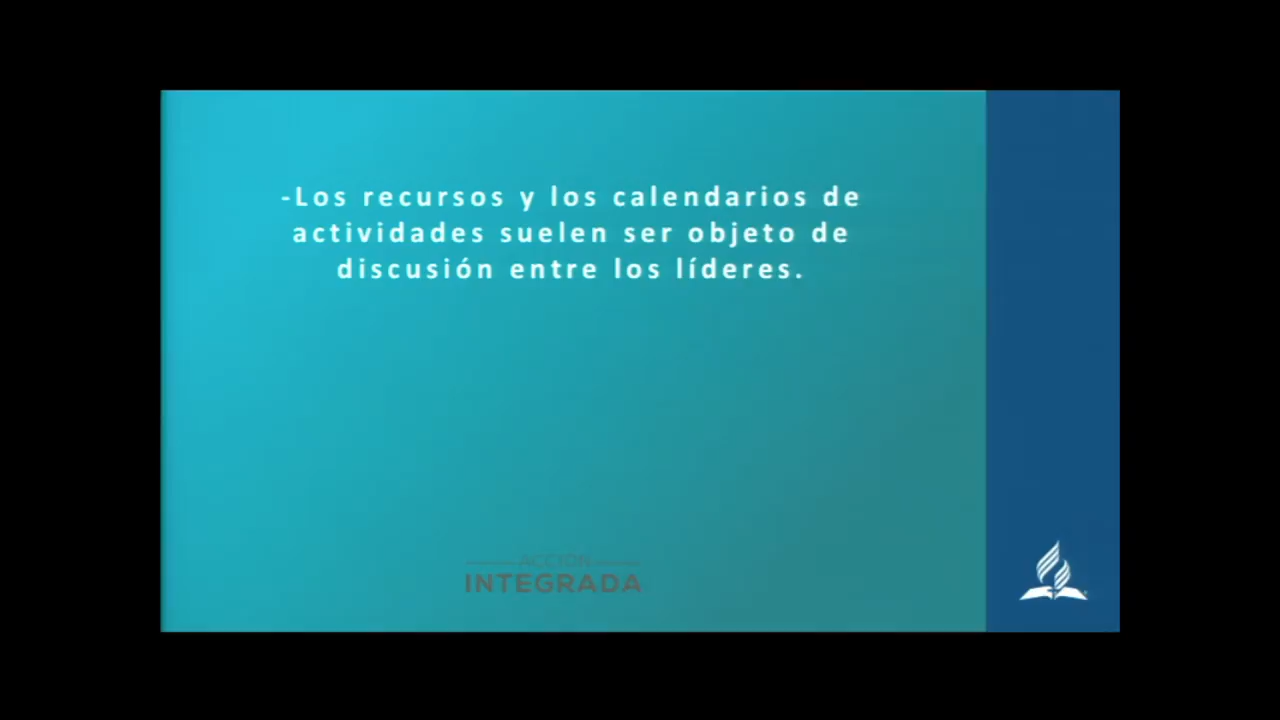 -Los recursos y los calendarios de
actividades suelen ser objeto de
discusión entre los líderes.
ACCIÓN
INTEGRADA